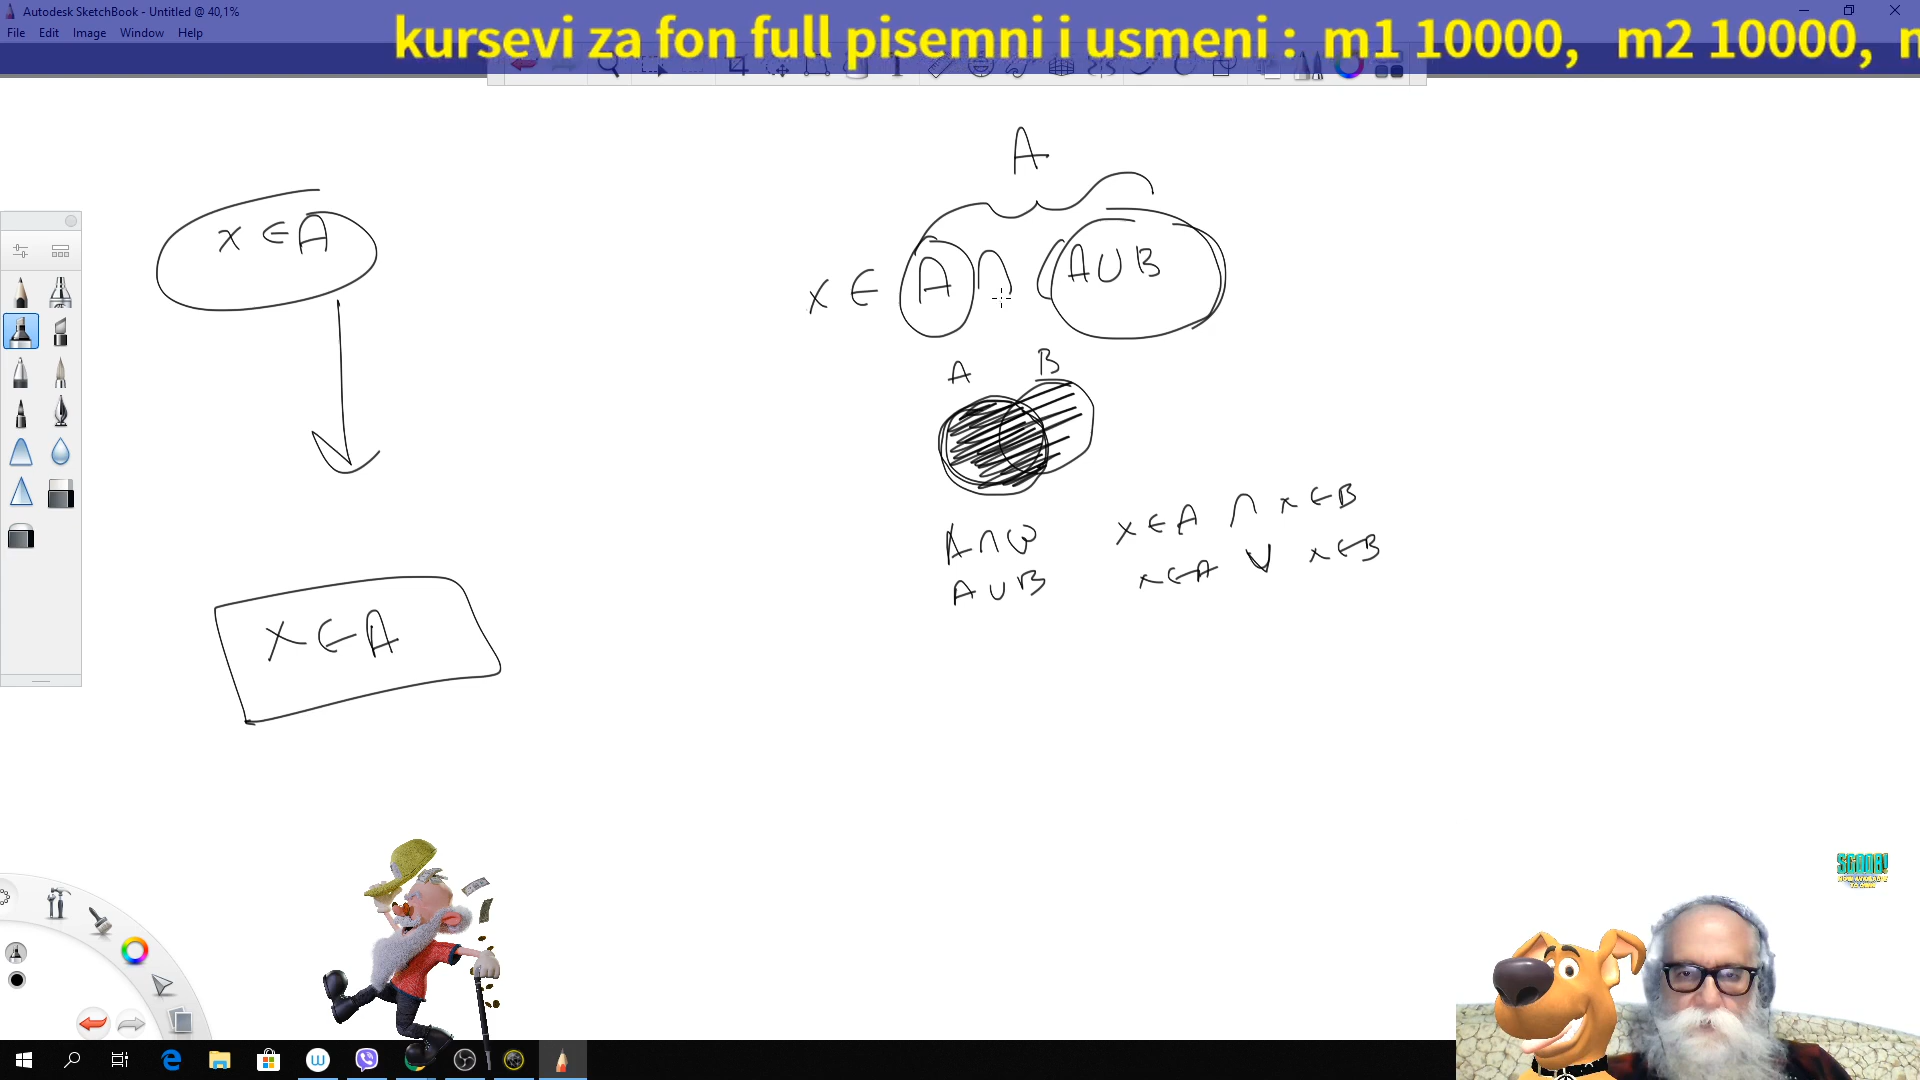 Autodesk SketchBook - Untitled @ 40,1%
File Edit Image Window Help
kursevi za fon full pisemni i usmeni : m1 10000, m2 10000,
A
x ∈ A
x ∈ A ∩ (A ∪ B
A B
A ∩ B x ∈ A ∩ x ∈ B
A ∪ B x ∈ A ∨ x ∈ B
x ∈ A
SCOOB!